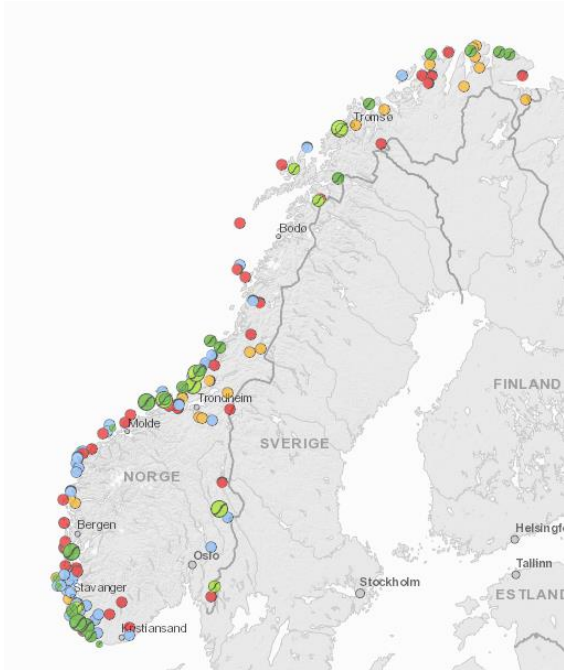 Tromsø
Bodø
FINLAND
Trondheim
Molde
SVERIGE
NORGE
Bergen
Helsingfo
Oslo
Tallinn
Stockholm
Stavanger
ESTLAND
Kristiansand